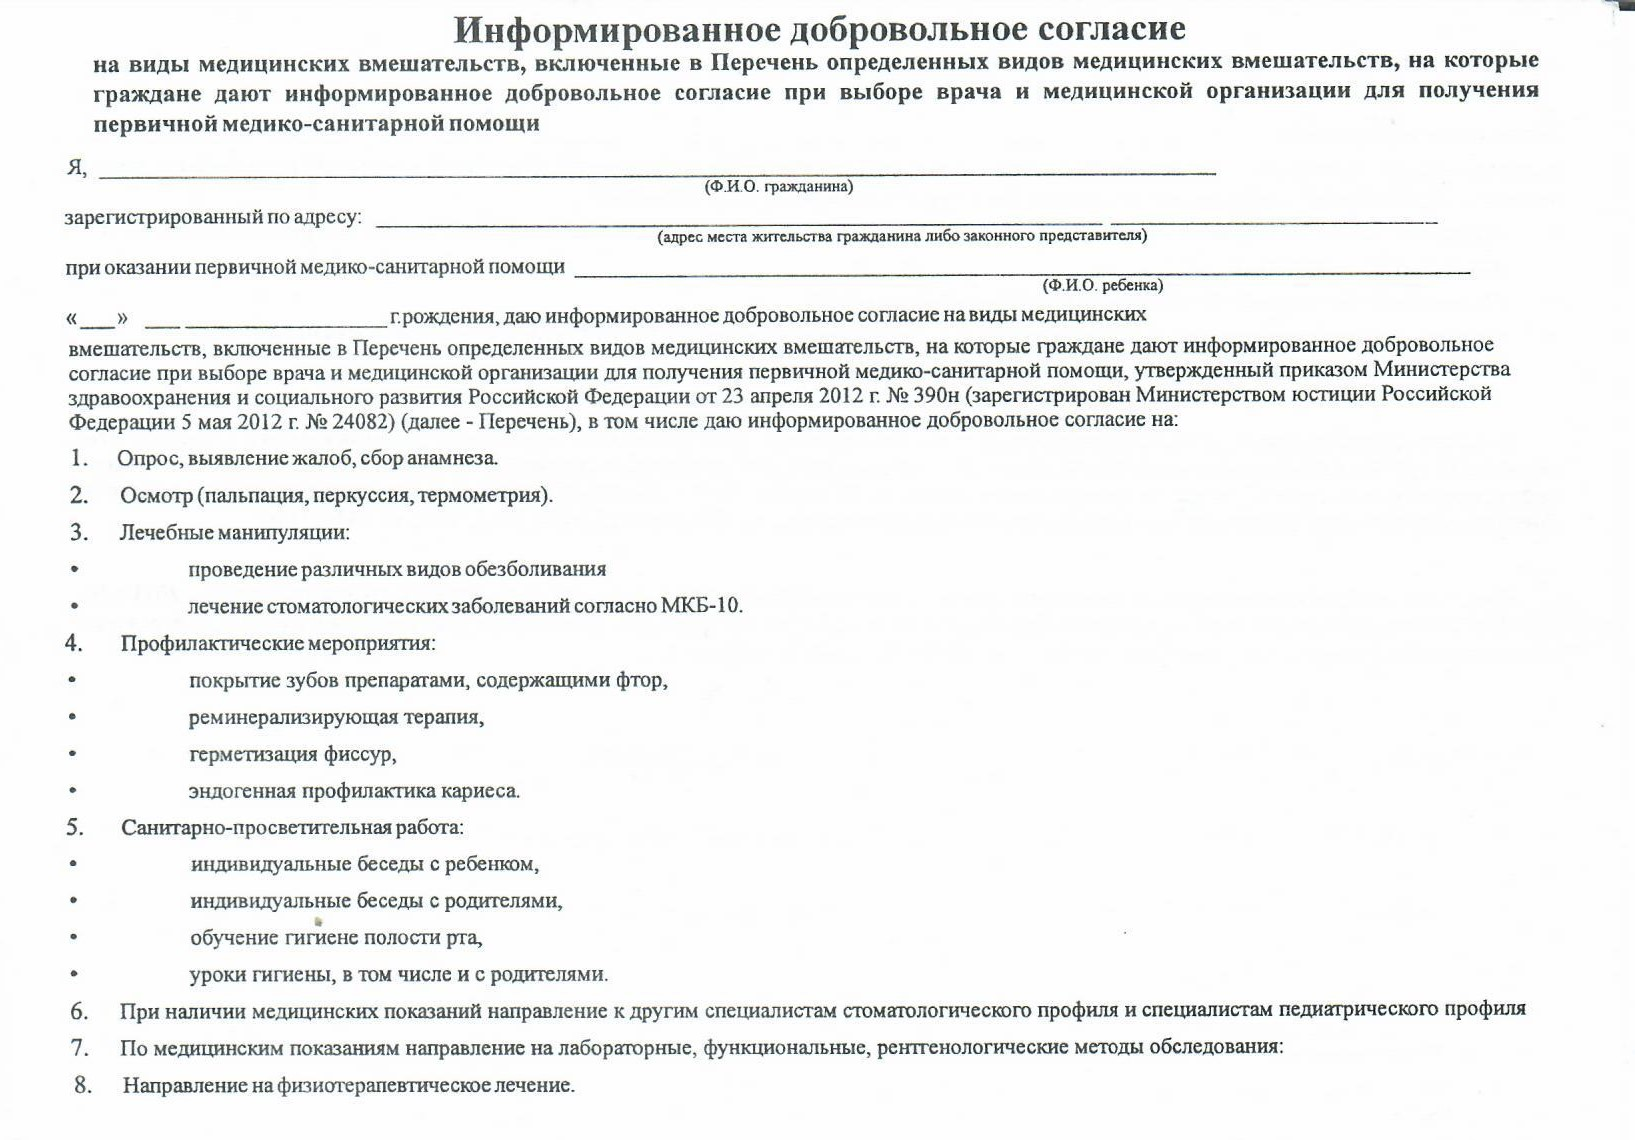 Информированное добровольное согласие
на виды медицинских вмешательств, включенные в Перечень определенных видов медицинских вмешательств, на которые
граждане дают информированное добровольное согласие при выборе врача и медицинской организации для получения
первичной медико-санитарной помощи
Я, ___
(Ф.И.О. гражданина)
зарегистрированный по адресу: ___ ___
(адрес места жительства гражданина либо законного представителя)
при оказании первичной медико-санитарной помощи ___
(Ф.И.О. ребенка)
«___» ___ ___ г.рождения, даю информированное добровольное согласие на виды медицинских
вмешательств, включенные в Перечень определенных видов медицинских вмешательств, на которые граждане дают информированное добровольное
согласие при выборе врача и медицинской организации для получения первичной медико-санитарной помощи, утвержденный приказом Министерства
здравоохранения и социального развития Российской Федерации от 23 апреля 2012 г. № 390н (зарегистрирован Министерством юстиции Российской
Федерации 5 мая 2012 г. № 24082) (далее - Перечень), в том числе даю информированное добровольное согласие на:
1. Опрос, выявление жалоб, сбор анамнеза.
2. Осмотр (пальпация, перкуссия, термометрия).
3. Лечебные манипуляции:
• проведение различных видов обезболивания
• лечение стоматологических заболеваний согласно МКБ-10.
4. Профилактические мероприятия:
• покрытие зубов препаратами, содержащими фтор,
• реминерализирующая терапия,
• герметизация фиссур,
• эндогенная профилактика кариеса.
5. Санитарно-просветительная работа:
• индивидуальные беседы с ребенком,
• индивидуальные беседы с родителями,
• обучение гигиене полости рта,
• уроки гигиены, в том числе и с родителями.
6. При наличии медицинских показаний направление к другим специалистам стоматологического профиля и специалистам педиатрического профиля
7. По медицинским показаниям направление на лабораторные, функциональные, рентгенологические методы обследования:
8. Направление на физиотерапевтическое лечение.